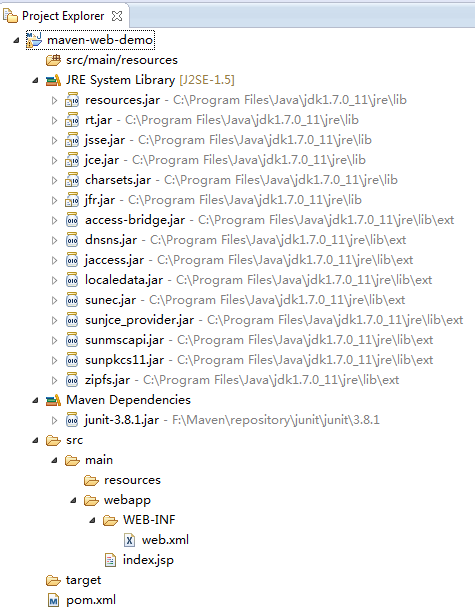 Project Explorer
maven-web-demo
src/main/resources
JRE System Library [J2SE-1.5]
resources.jar - C:\Program Files\Java\jdk1.7.0_11\jre\lib
rt.jar - C:\Program Files\Java\jdk1.7.0_11\jre\lib
jsse.jar - C:\Program Files\Java\jdk1.7.0_11\jre\lib
jce.jar - C:\Program Files\Java\jdk1.7.0_11\jre\lib
charsets.jar - C:\Program Files\Java\jdk1.7.0_11\jre\lib
jfr.jar - C:\Program Files\Java\jdk1.7.0_11\jre\lib
access-bridge.jar - C:\Program Files\Java\jdk1.7.0_11\jre\lib\ext
dnsns.jar - C:\Program Files\Java\jdk1.7.0_11\jre\lib\ext
jaccess.jar - C:\Program Files\Java\jdk1.7.0_11\jre\lib\ext
localedata.jar - C:\Program Files\Java\jdk1.7.0_11\jre\lib\ext
sunec.jar - C:\Program Files\Java\jdk1.7.0_11\jre\lib\ext
sunjce_provider.jar - C:\Program Files\Java\jdk1.7.0_11\jre\lib\ext
sunmscapi.jar - C:\Program Files\Java\jdk1.7.0_11\jre\lib\ext
sunpkcs11.jar - C:\Program Files\Java\jdk1.7.0_11\jre\lib\ext
zipfs.jar - C:\Program Files\Java\jdk1.7.0_11\jre\lib\ext
Maven Dependencies
junit-3.8.1.jar - F:\Maven\repository\junit\junit\3.8.1
src
main
resources
webapp
WEB-INF
web.xml
index.jsp
target
pom.xml